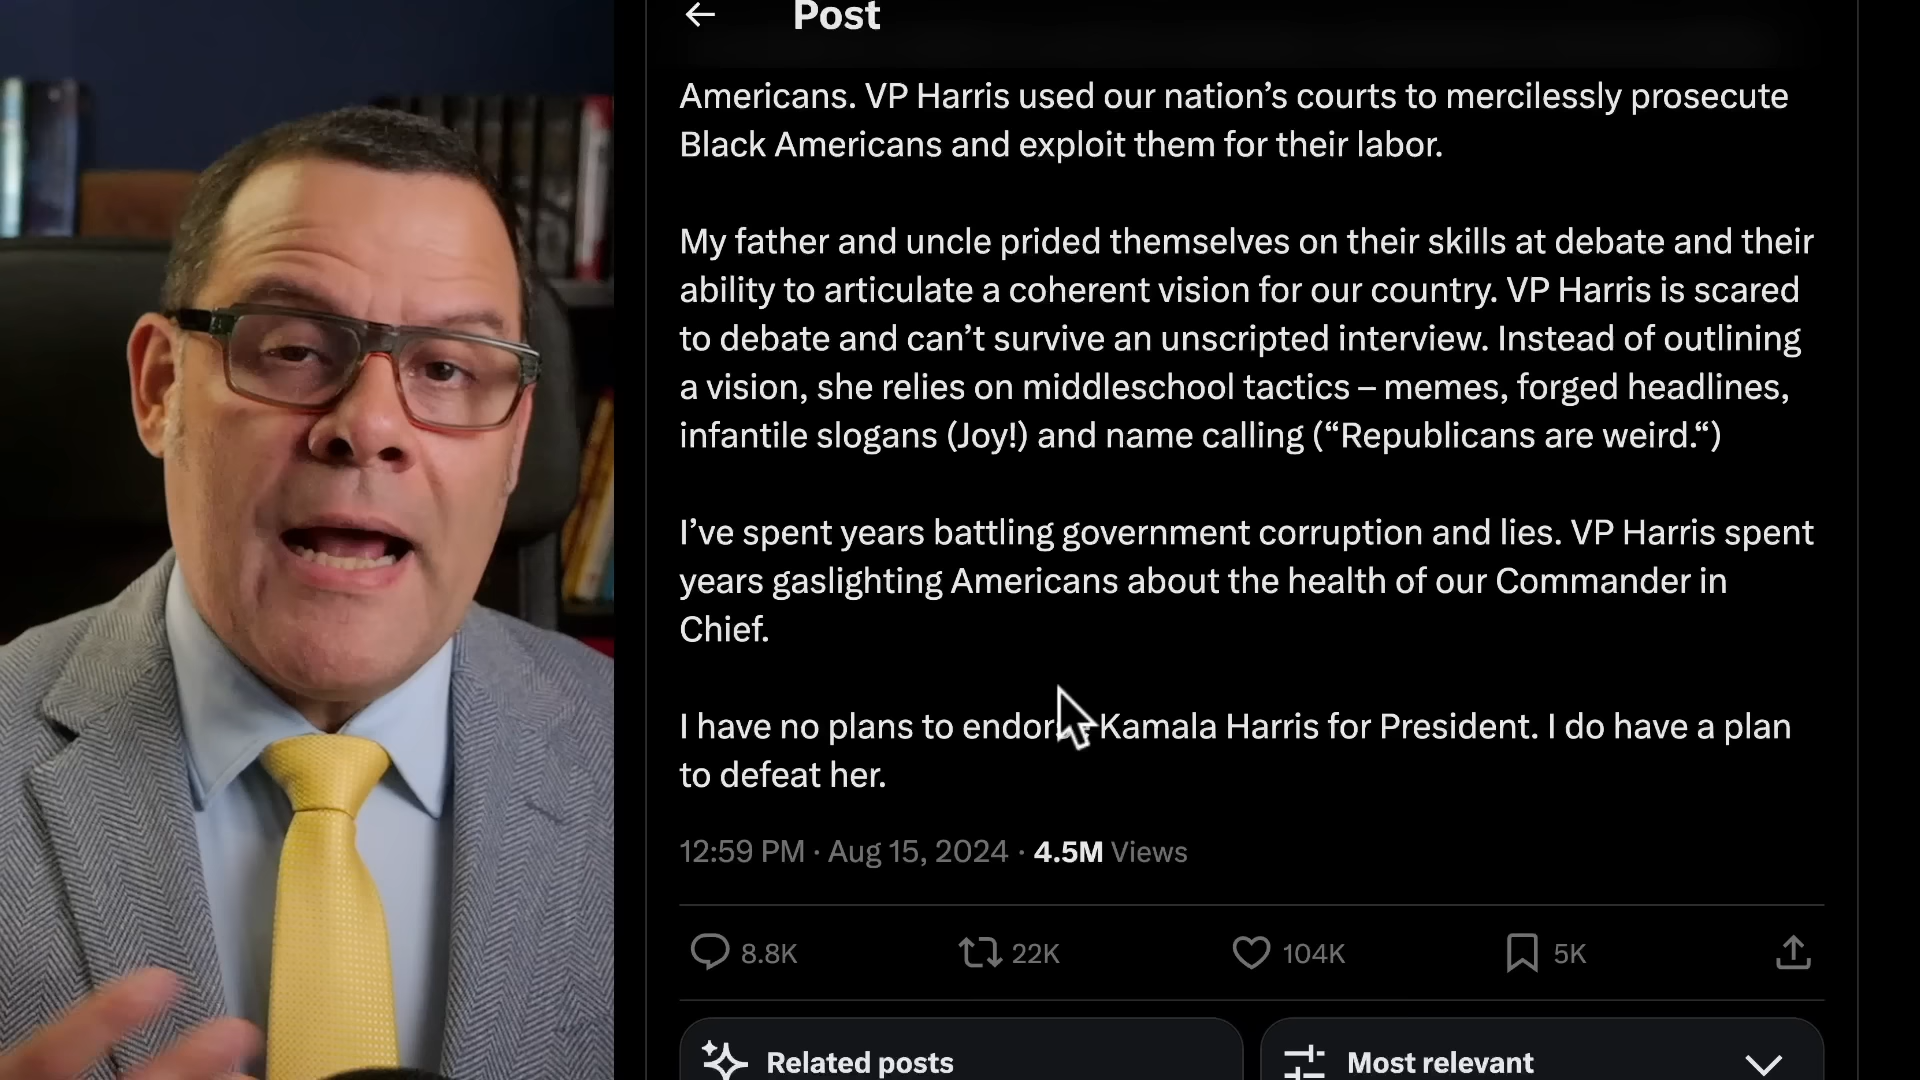 Post
Americans. VP Harris used our nation’s courts to mercilessly prosecute
Black Americans and exploit them for their labor.
My father and uncle prided themselves on their skills at debate and their
ability to articulate a coherent vision for our country. VP Harris is scared
to debate and can’t survive an unscripted interview. Instead of outlining
a vision, she relies on middleschool tactics – memes, forged headlines,
infantile slogans (Joy!) and name calling (“Republicans are weird.“)
I’ve spent years battling government corruption and lies. VP Harris spent
years gaslighting Americans about the health of our Commander in
Chief.
I have no plans to endor Kamala Harris for President. I do have a plan
to defeat her.
12:59 PM · Aug 15, 2024 · 4.5M Views
8.8K 22K 104K 5K
Related posts Most relevant